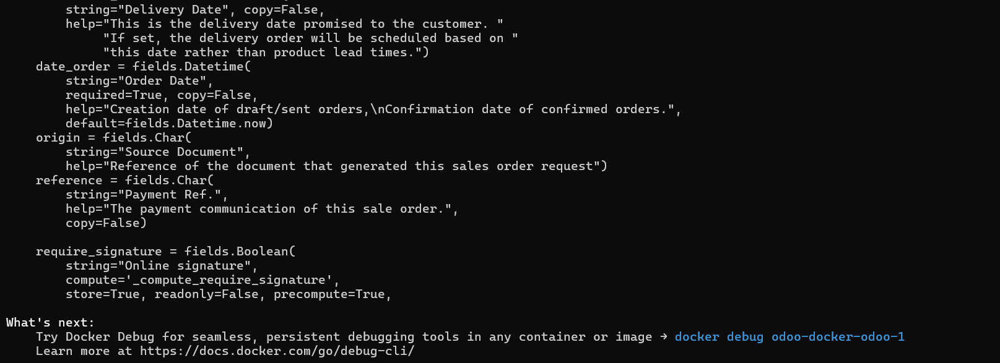 string="Delivery Date", copy=False,
help="This is the delivery date promised to the customer. "
"If set, the delivery order will be scheduled based on "
"this date rather than product lead times.")
date_order = fields.Datetime(
string="Order Date",
required=True, copy=False,
help="Creation date of draft/sent orders,\nConfirmation date of confirmed orders.",
default=fields.Datetime.now)
origin = fields.Char(
string="Source Document",
help="Reference of the document that generated this sales order request")
reference = fields.Char(
string="Payment Ref.",
help="The payment communication of this sale order.",
copy=False)
require_signature = fields.Boolean(
string="Online signature",
compute='_compute_require_signature',
store=True, readonly=False, precompute=True,
What's next:
Try Docker Debug for seamless, persistent debugging tools in any container or image → docker debug odoo-docker-odoo-1
Learn more at https://docs.docker.com/go/debug-cli/